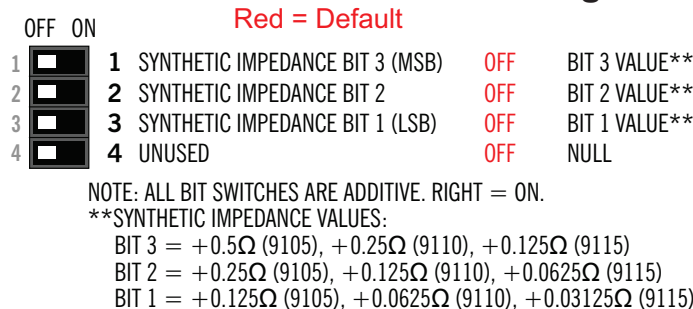 Red = Default
OFF ON
1 1 SYNTHETIC IMPEDANCE BIT 3 (MSB) OFF BIT 3 VALUE**
2 2 SYNTHETIC IMPEDANCE BIT 2 OFF BIT 2 VALUE**
3 3 SYNTHETIC IMPEDANCE BIT 1 (LSB) OFF BIT 1 VALUE**
4 4 UNUSED OFF NULL
NOTE: ALL BIT SWITCHES ARE ADDITIVE. RIGHT = ON.
**SYNTHETIC IMPEDANCE VALUES:
BIT 3 = +0.5Ω (9105), +0.25Ω (9110), +0.125Ω (9115)
BIT 2 = +0.25Ω (9105), +0.125Ω (9110), +0.0625Ω (9115)
BIT 1 = +0.125Ω (9105), +0.0625Ω (9110), +0.03125Ω (9115)